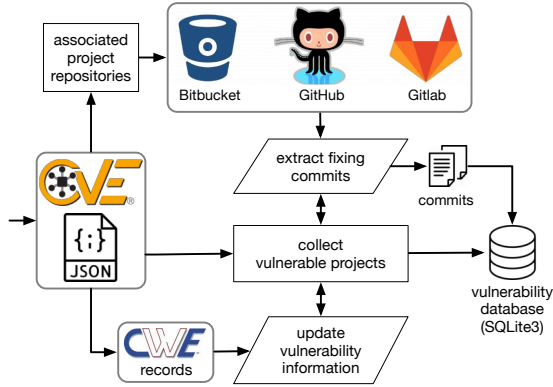 associated
project
repositories
Bitbucket
GitHub
Gitlab
extract fixing
commits
commits
CVE®
{;}
JSON
collect
vulnerable projects
vulnerability
database
(SQLite3)
CWE™
records
update
vulnerability
information